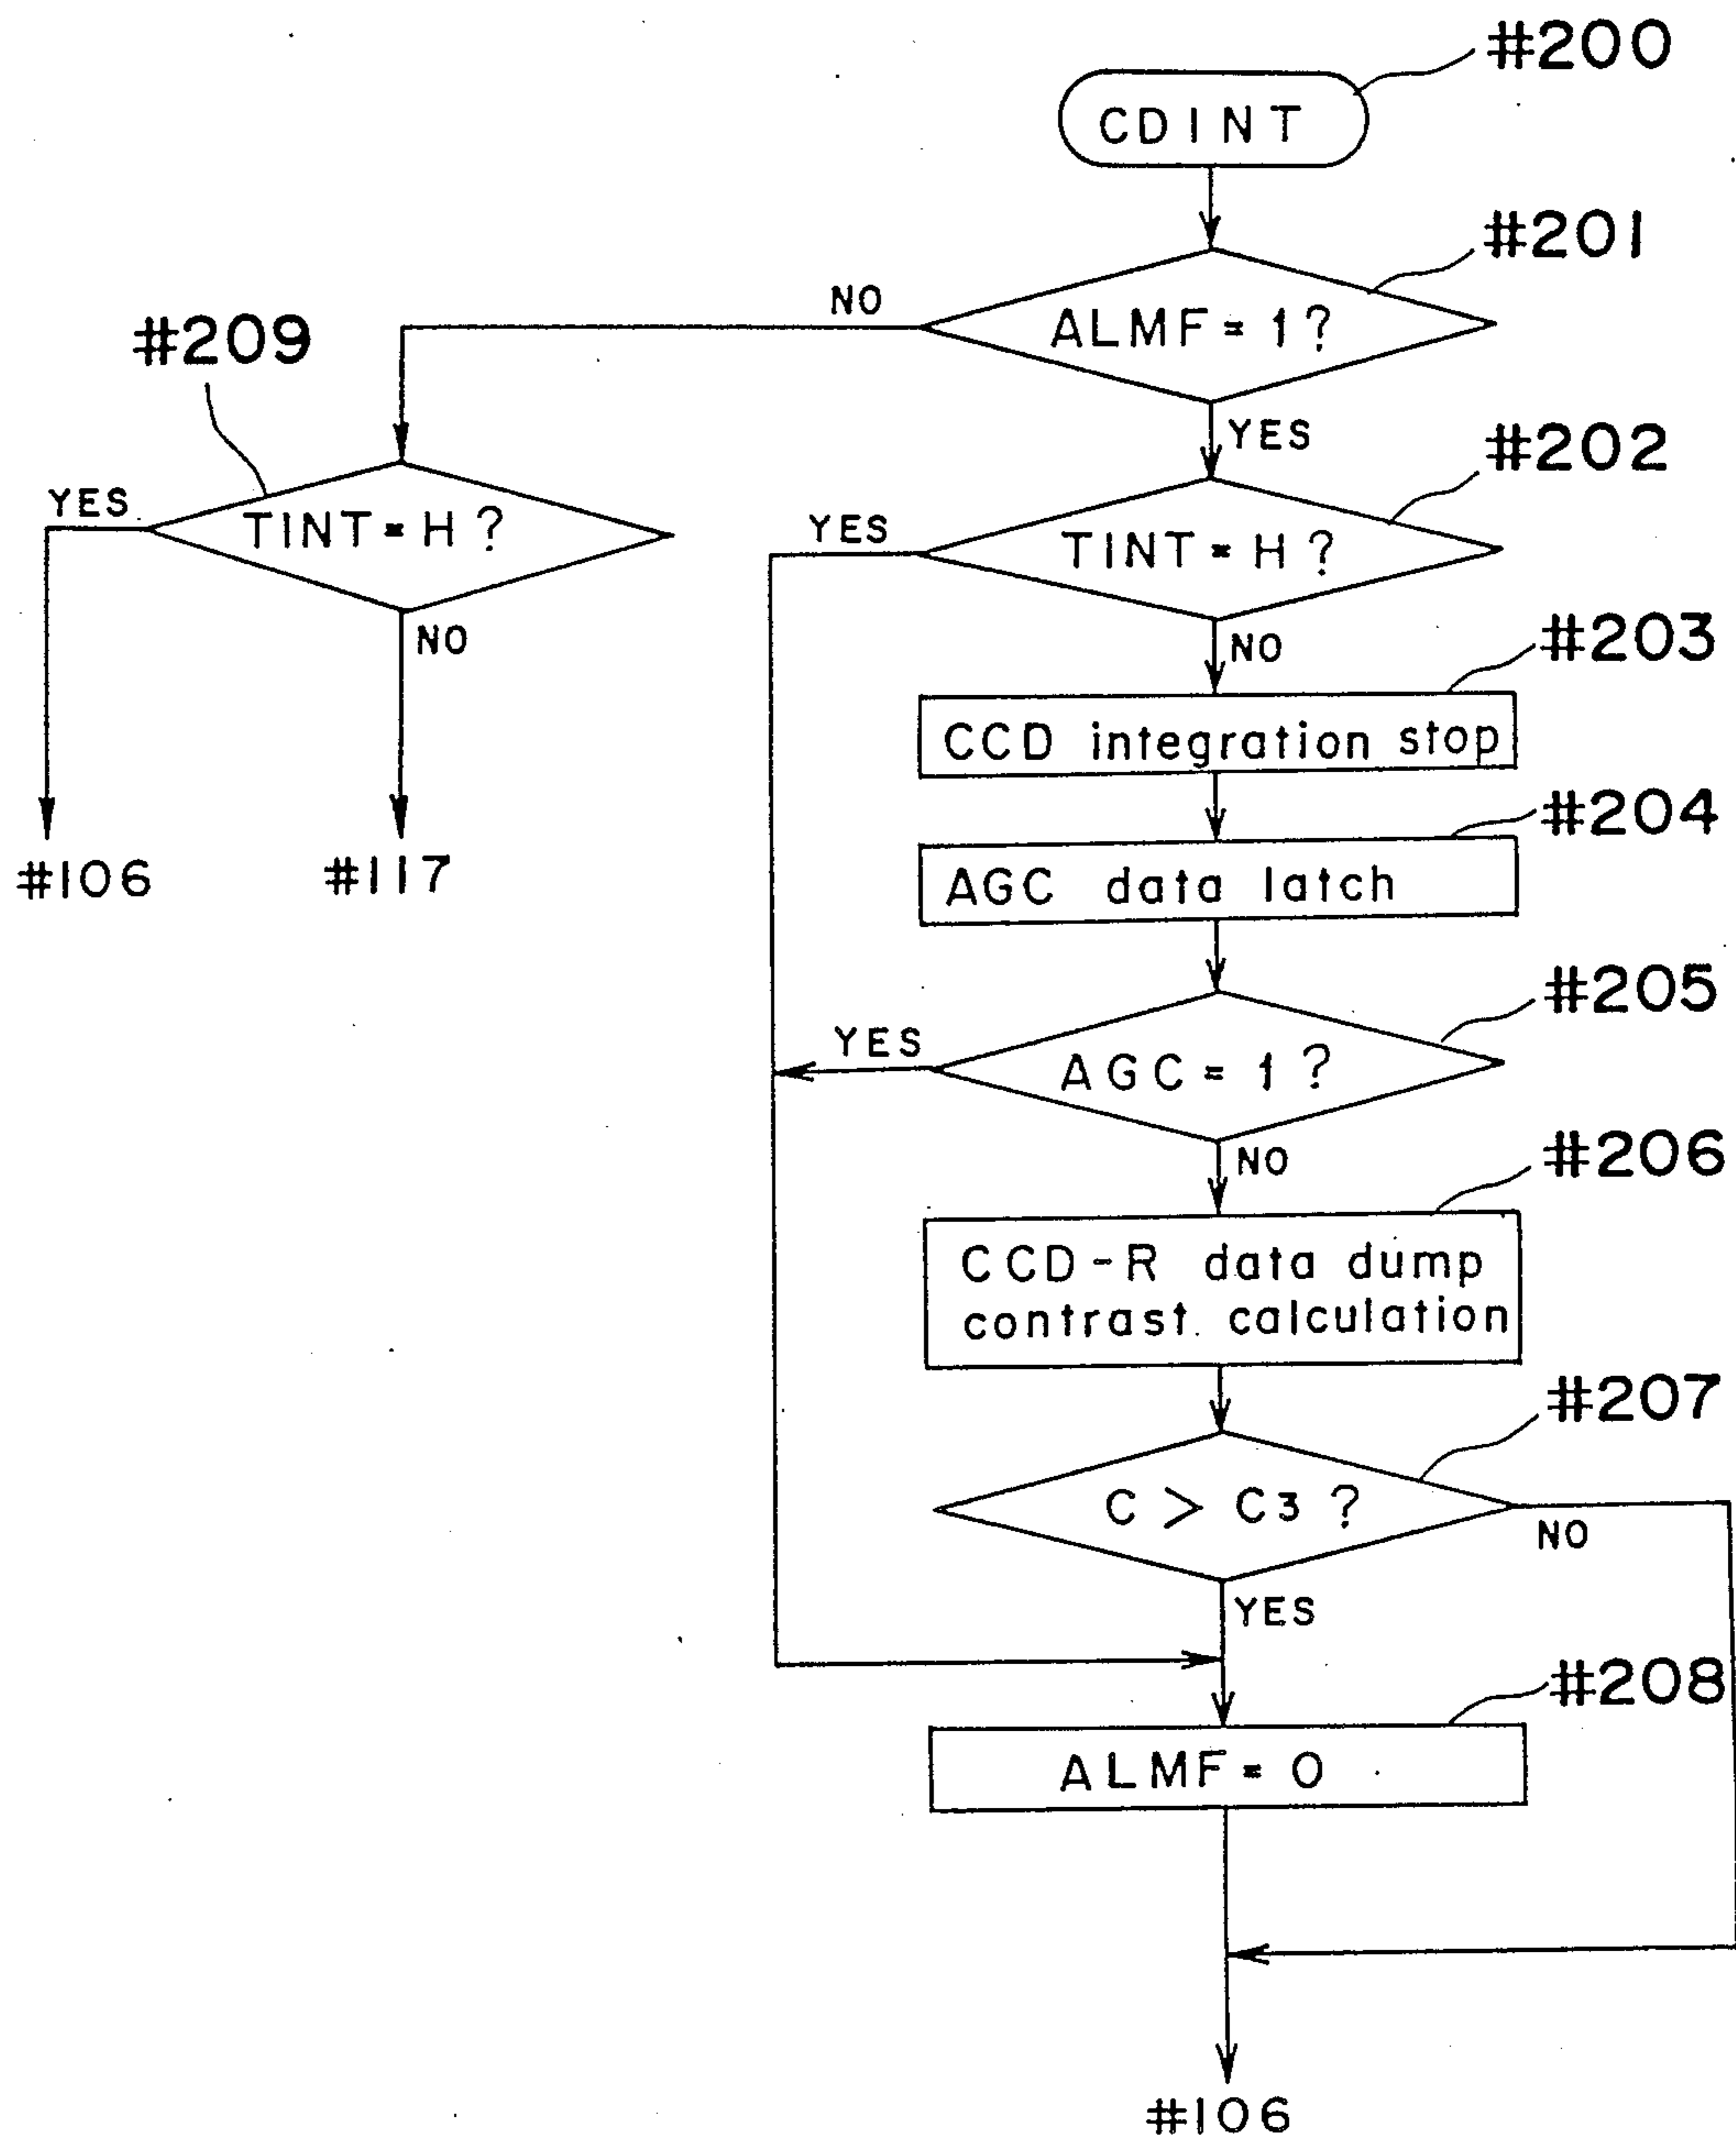 #200
CDINT
#201
NO
ALMF = 1 ?
#209
YES
#202
YES
TINT = H ?
YES
TINT = H ?
NO
NO
#203
CCD integration stop
#204
#106
#117
AGC data latch
#205
YES
AGC = 1 ?
NO
#206
CCD-R data dump
contrast. calculation
#207
C > C3 ?
NO
YES
#208
ALMF = 0
#106